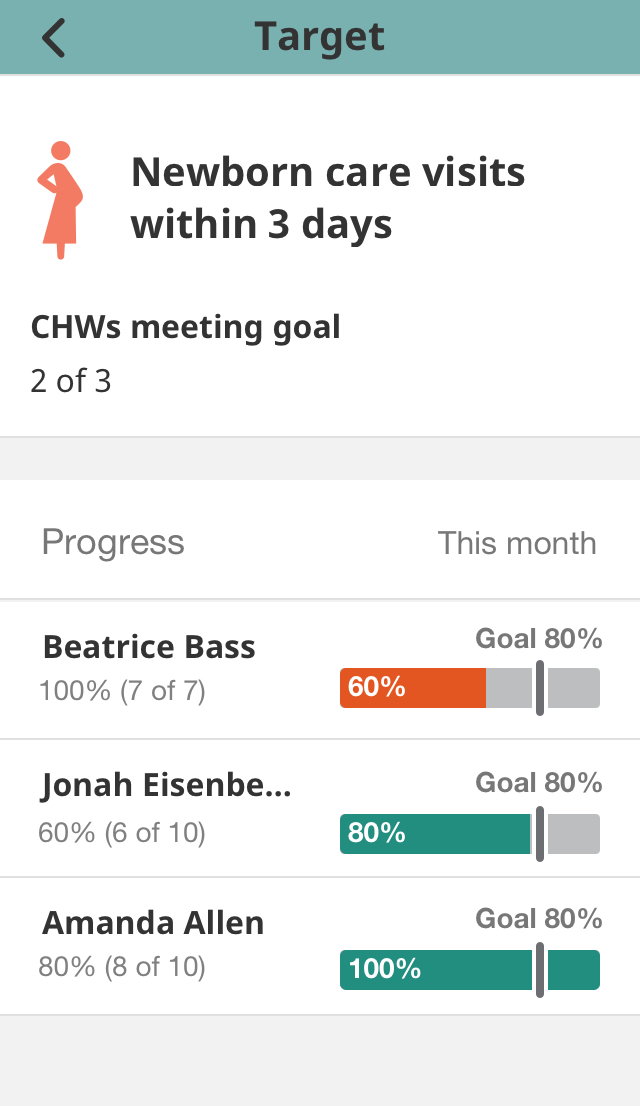 Target
Newborn care visits
within 3 days
CHWs meeting goal
2 of 3
Progress
This month
Beatrice Bass
Goal 80%
100% (7 of 7)
60%
Jonah Eisenbe...
Goal 80%
60% (6 of 10)
80%
Amanda Allen
Goal 80%
80% (8 of 10)
100%